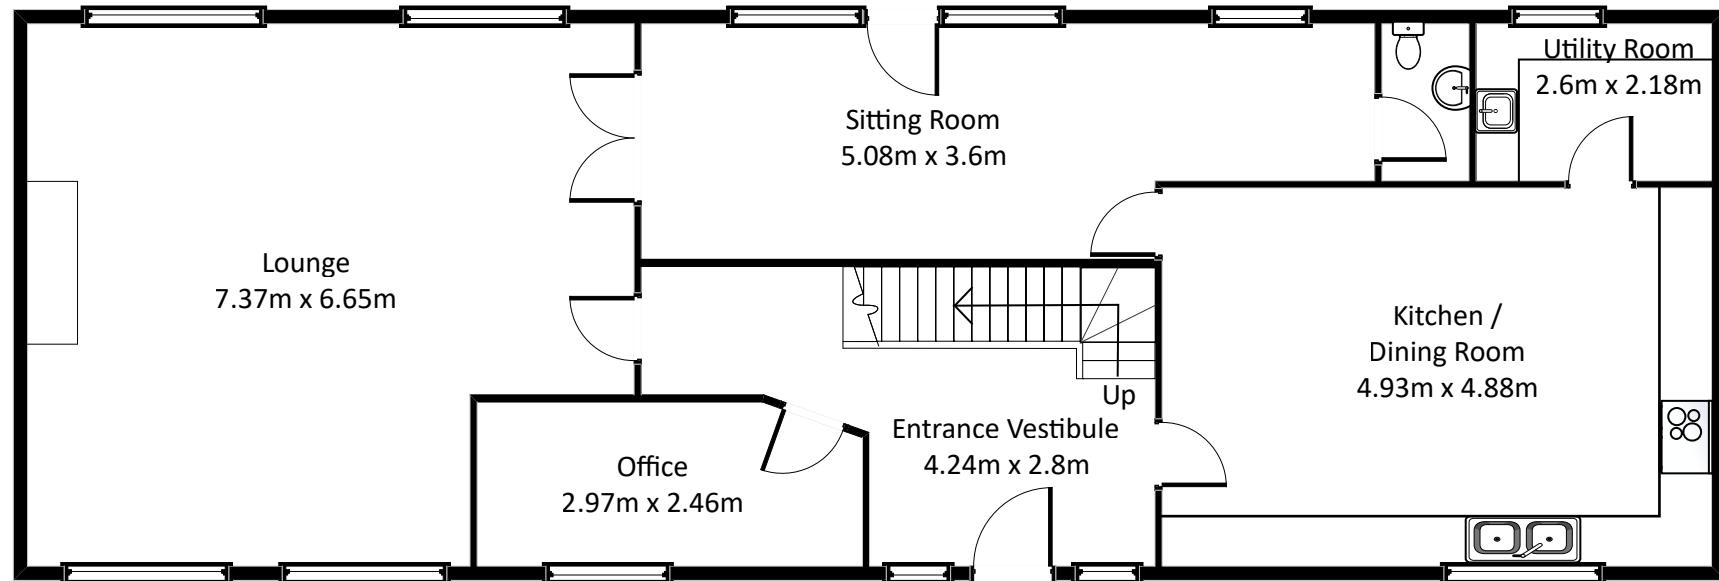 Utility Room
2.6m x 2.18m
Sitting Room
5.08m x 3.6m
Lounge
7.37m x 6.65m
Kitchen /
Dining Room
4.93m x 4.88m
Up
Entrance Vestibule
4.24m x 2.8m
Office
2.97m x 2.46m